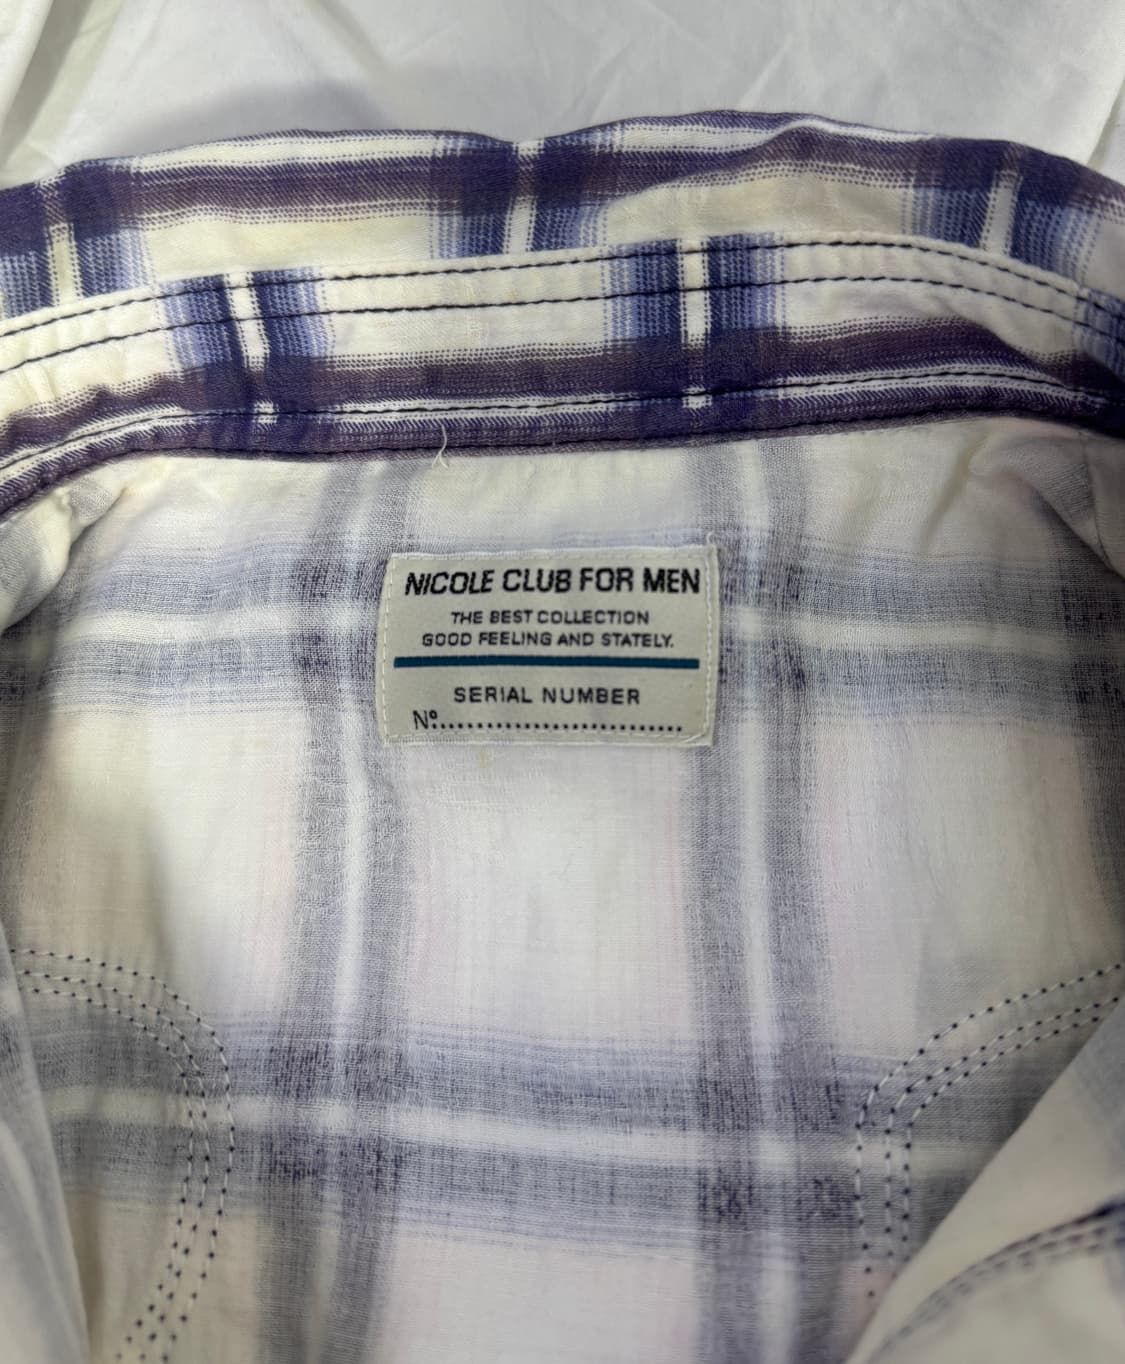 NICOLE CLUB FOR MEN
THE BEST COLLECTION
GOOD FEELING AND STATELY.
SERIAL NUMBER
Nº..............................